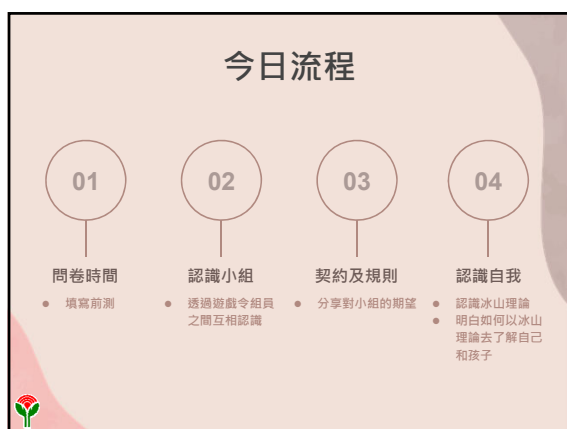 今日流程
01
問卷時間
● 填寫前測
02
認識小組
● 透過遊戲令組員
之間互相認識
03
契約及規則
● 分享對小組的期望
04
認識自我
● 認識冰山理論
● 明白如何以冰山
理論去了解自己
和孩子